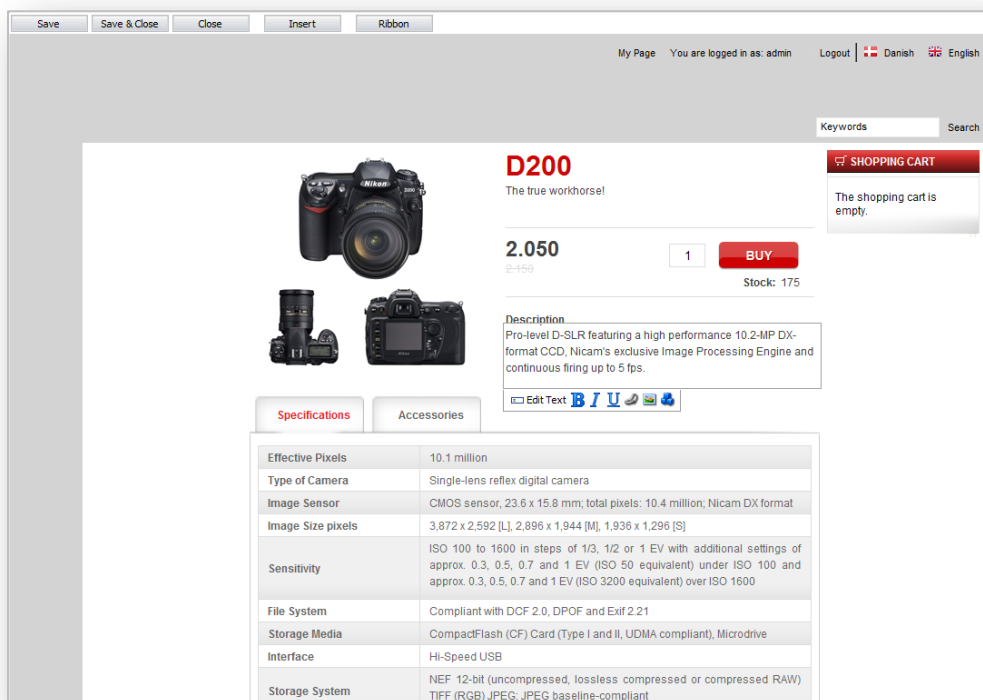 Save Save & Close Close Insert Ribbon
My Page You are logged in as: admin Logout Danish English
Keywords Search
D200
The true workhorse!
SHOPPING CART
The shopping cart is
empty.
Nikon
D200
2.050
2.150
1 BUY
Stock: 175
Description
Pro-level D-SLR featuring a high performance 10.2-MP DX-
format CCD, Nicam's exclusive Image Processing Engine and
continuous firing up to 5 fps.
Edit Text B I U
Specifications Accessories
Effective Pixels 10.1 million
Type of Camera Single-lens reflex digital camera
Image Sensor CMOS sensor, 23.6 x 15.8 mm; total pixels: 10.4 million; Nicam DX format
Image Size pixels 3,872 x 2,592 [L], 2,896 x 1,944 [M], 1,936 x 1,296 [S]
Sensitivity ISO 100 to 1600 in steps of 1/3, 1/2 or 1 EV with additional settings of
approx. 0.3, 0.5, 0.7 and 1 EV (ISO 50 equivalent) under ISO 100 and
approx. 0.3, 0.5, 0.7 and 1 EV (ISO 3200 equivalent) over ISO 1600
File System Compliant with DCF 2.0, DPOF and Exif 2.21
Storage Media CompactFlash (CF) Card (Type I and II, UDMA compliant), Microdrive
Interface Hi-Speed USB
Storage System NEF 12-bit (uncompressed, lossless compressed or compressed RAW)
TIFF (RGB) JPEG: JPEG baseline-compliant